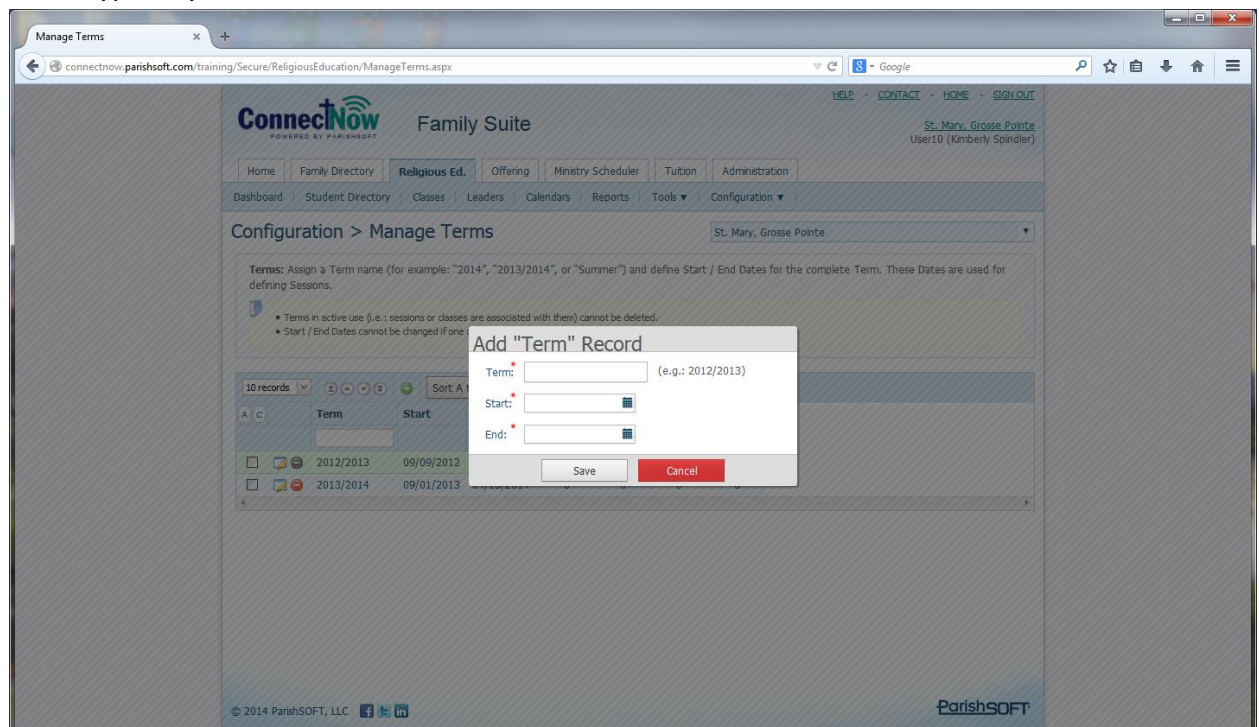 Manage Terms
connectnow.parishsoft.com/training/Secure/ReligiousEducation/ManageTerms.aspx
Google
HELP - CONTACT - HOME - SIGN OUT
ConnectNow
POWERED BY PARISHSOFT
Family Suite
St. Mary, Grosse Pointe
User10 (Kimberly Spindler)
Home Family Directory Religious Ed. Offering Ministry Scheduler Tuition Administration
Dashboard Student Directory Classes Leaders Calendars Reports Tools ▼ Configuration ▼
Configuration > Manage Terms
St. Mary, Grosse Pointe
Terms: Assign a Term name (for example: "2014", "2013/2014", or "Summer") and define Start / End Dates for the complete Term. These Dates are used for
defining Sessions.
• Terms in active use (i.e.: sessions or classes are associated with them) cannot be deleted.
• Start / End Dates cannot be changed if one
Add "Term" Record
Term:* (e.g.: 2012/2013)
Start:*
End:*
Save Cancel
10 records Sort A
A C Term Start
2012/2013 09/09/2012
2013/2014 09/01/2013
© 2014 ParishSOFT, LLC
ParishSOFT